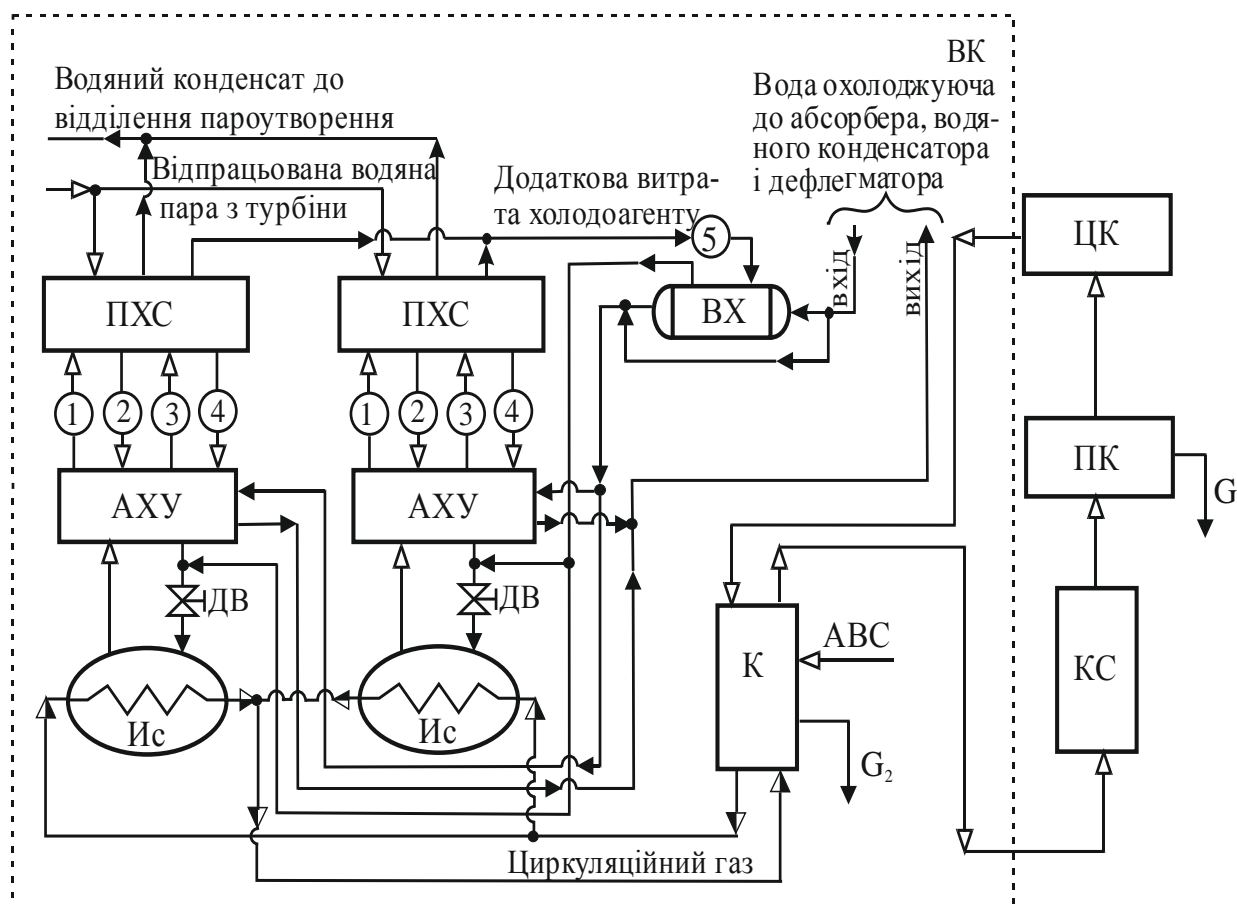 ВК
Водяний конденсат до
відділення пароутворення
Відпрацьована водяна
пара з турбіни
Додаткова витра-
та холодоагенту
Вода охолоджуюча
до абсорбера, водя-
ного конденсатора
і дефлегматора
вхід
вихід
5
ЦК
ПХС
ПХС
ВХ
1
2
3
4
1
2
3
4
ПК
G
АХУ
АХУ
ДВ
ДВ
АВС
К
КС
Ис
Ис
G2
Циркуляційний газ